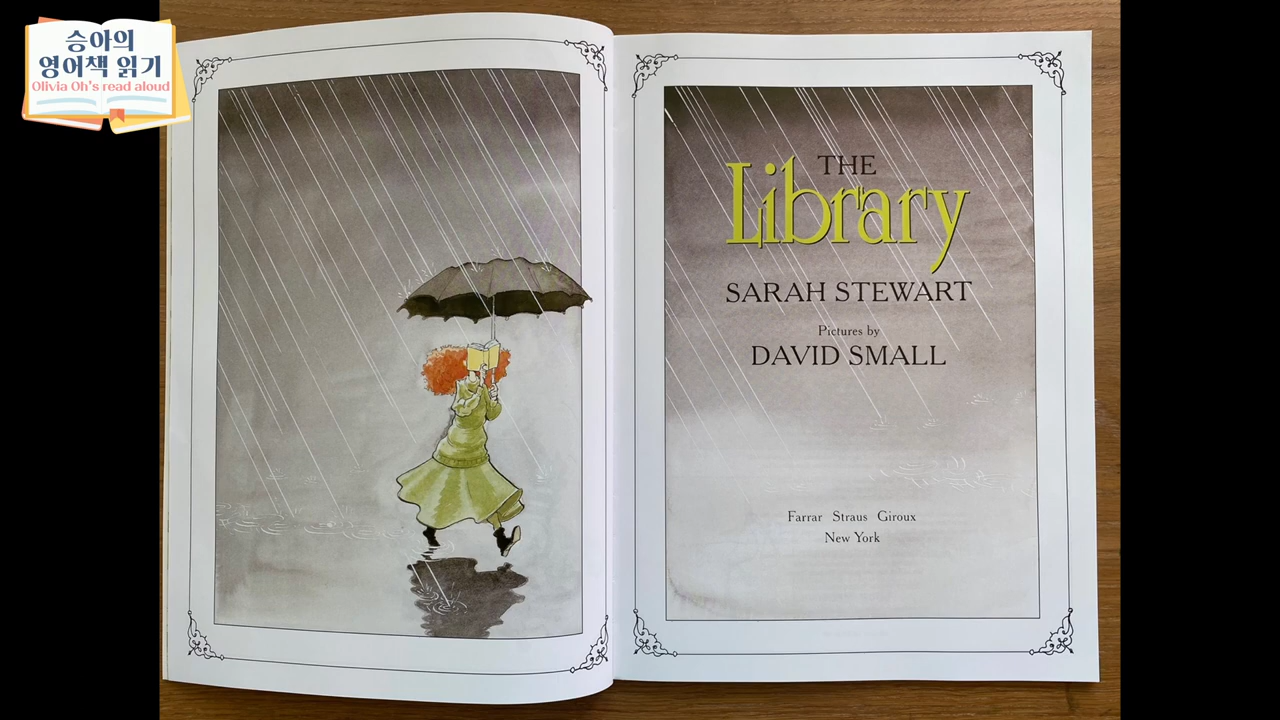 승아의
영어책 읽기
Olivia Oh's read aloud
THE
Library
SARAH STEWART
Pictures by
DAVID SMALL
Farrar Straus Giroux
New York